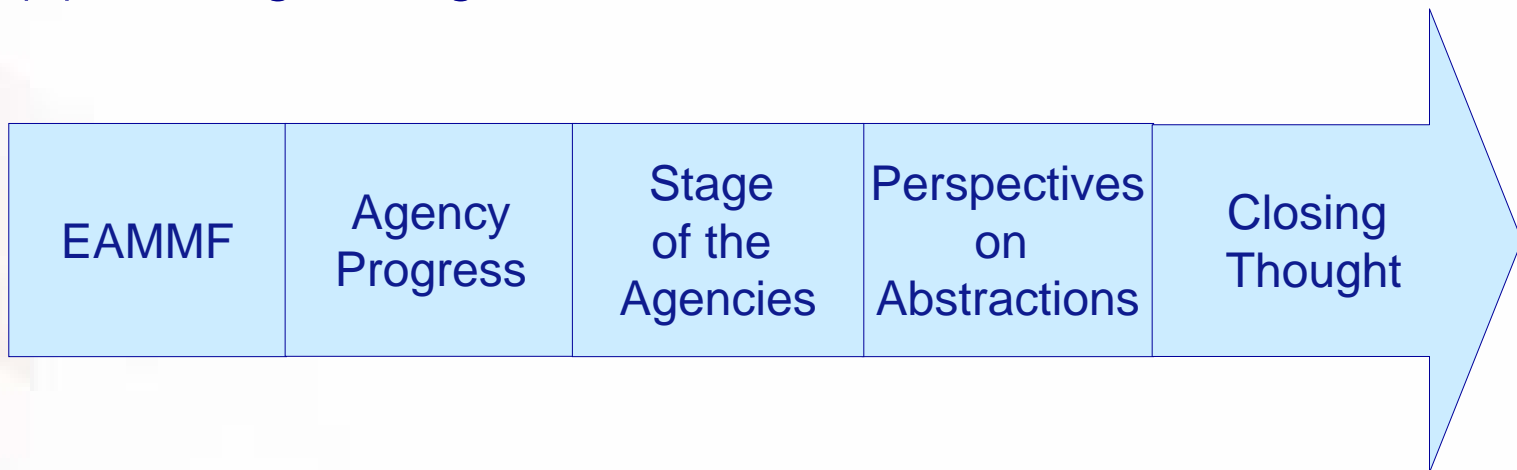 EAMMF
Agency
Progress
Stage
of the
Agencies
Perspectives
on
Abstractions
Closing
Thought